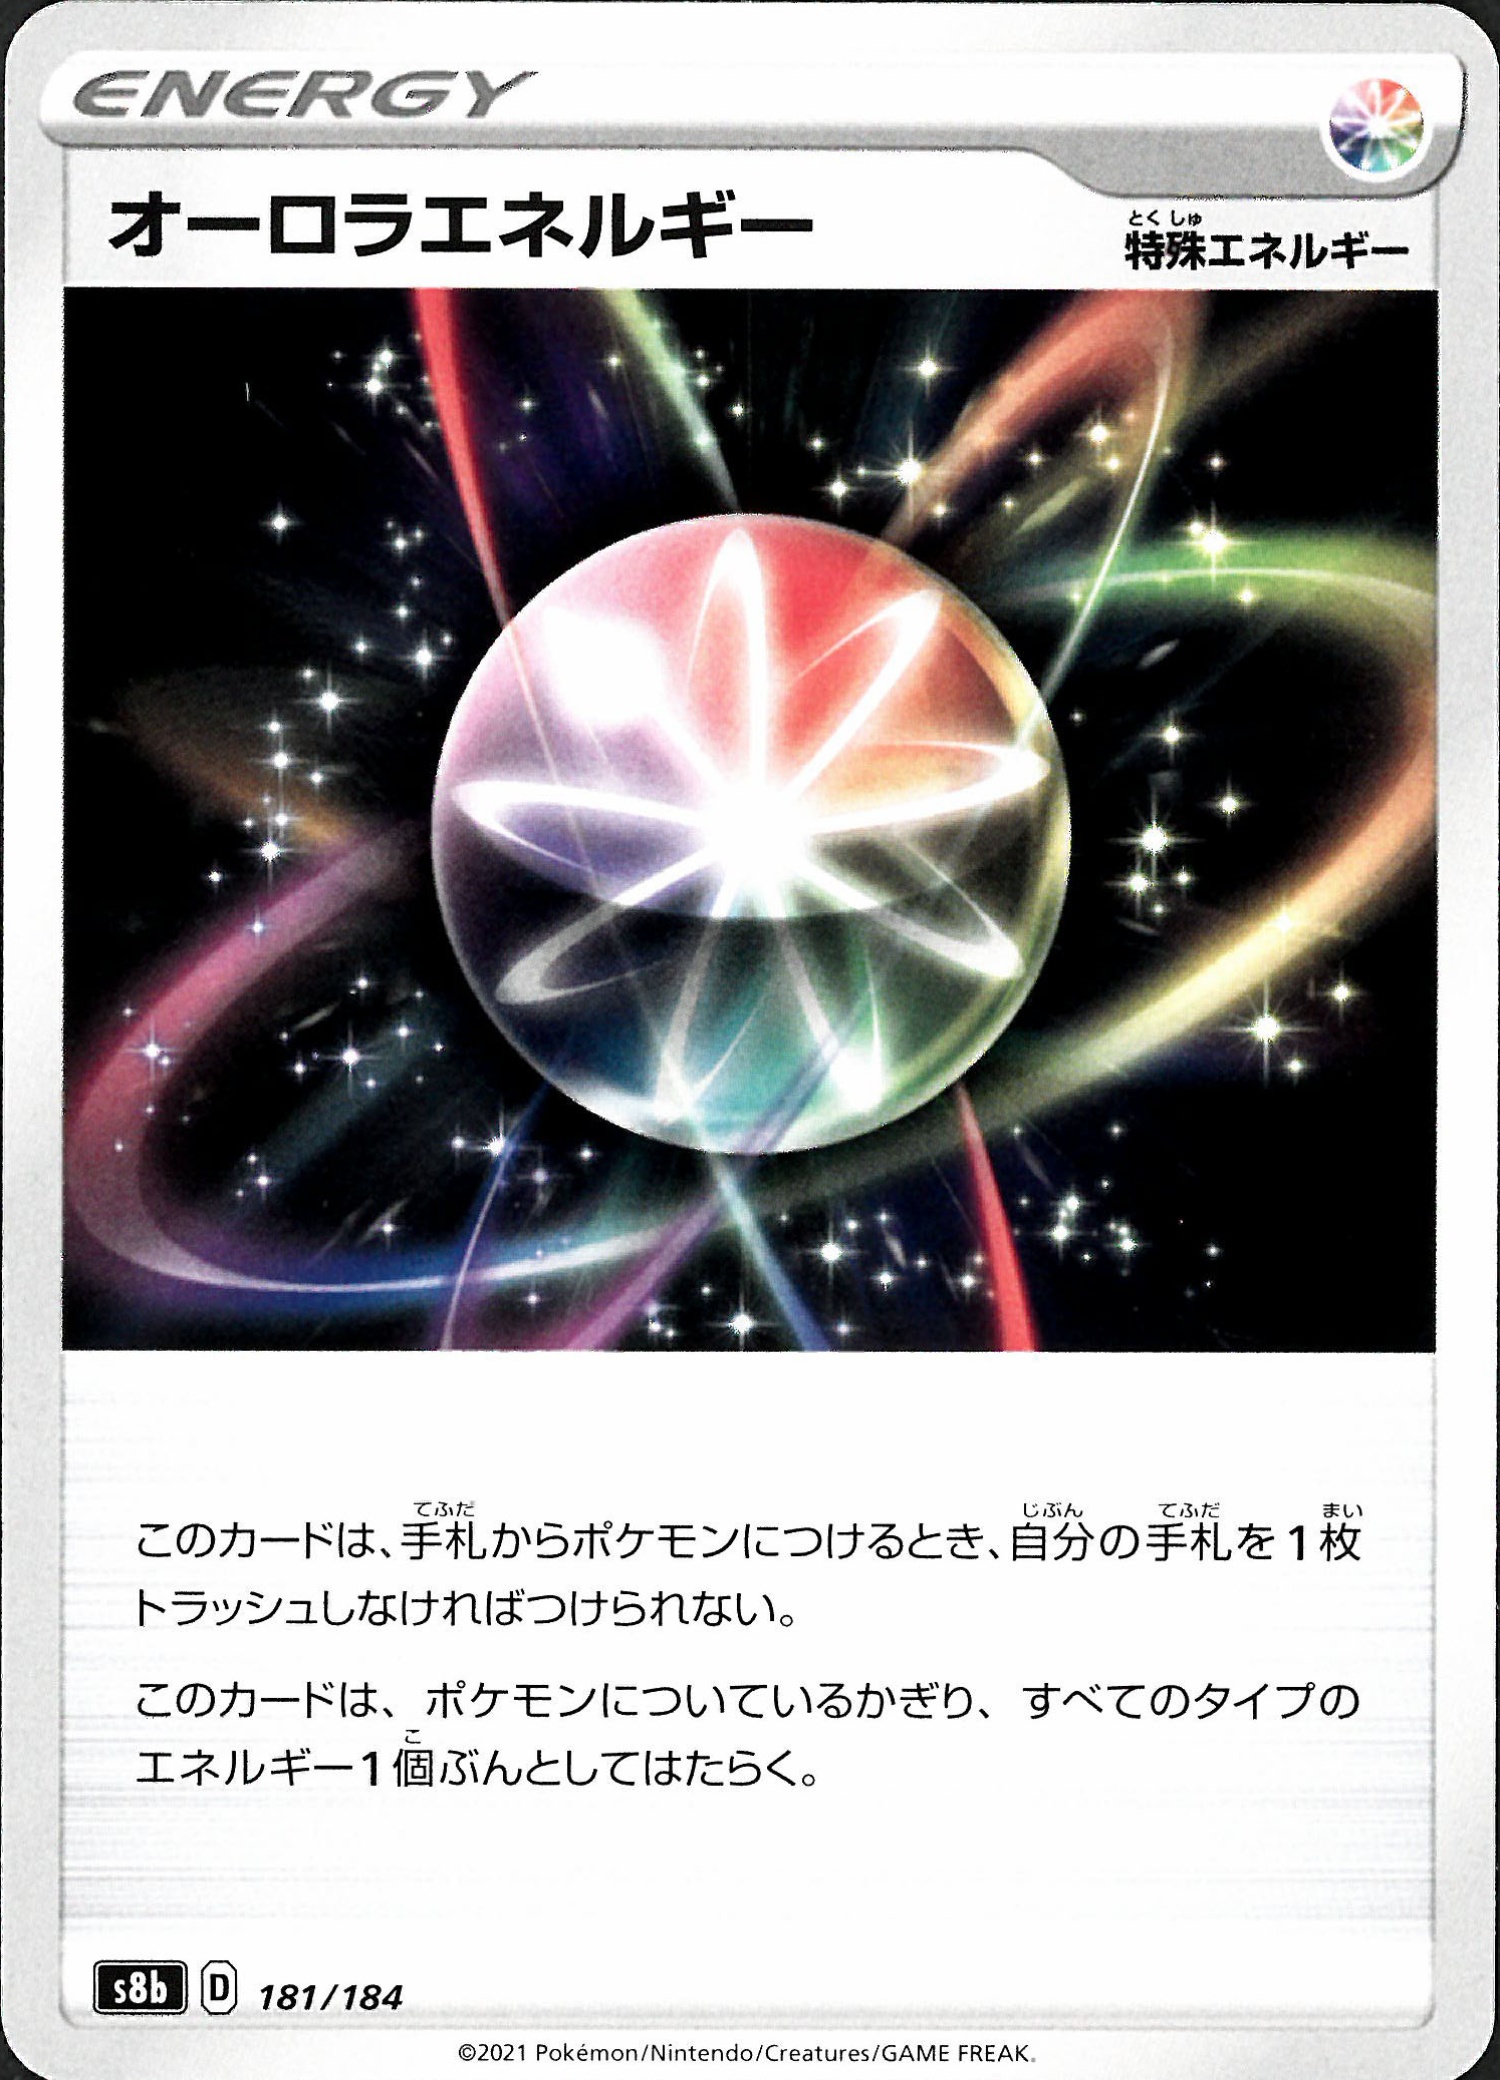 ENERGY
オーロラエネルギー
とくしゅ
特殊エネルギー
てふだ じぶん てふだ まい
このカードは、手札からポケモンにつけるとき、自分の手札を1枚
トラッシュしなければつけられない。
このカードは、ポケモンについているかぎり、すべてのタイプの
こ
エネルギー1個ぶんとしてはたらく。
s8b D 181/184
©2021 Pokémon/Nintendo/Creatures/GAME FREAK.